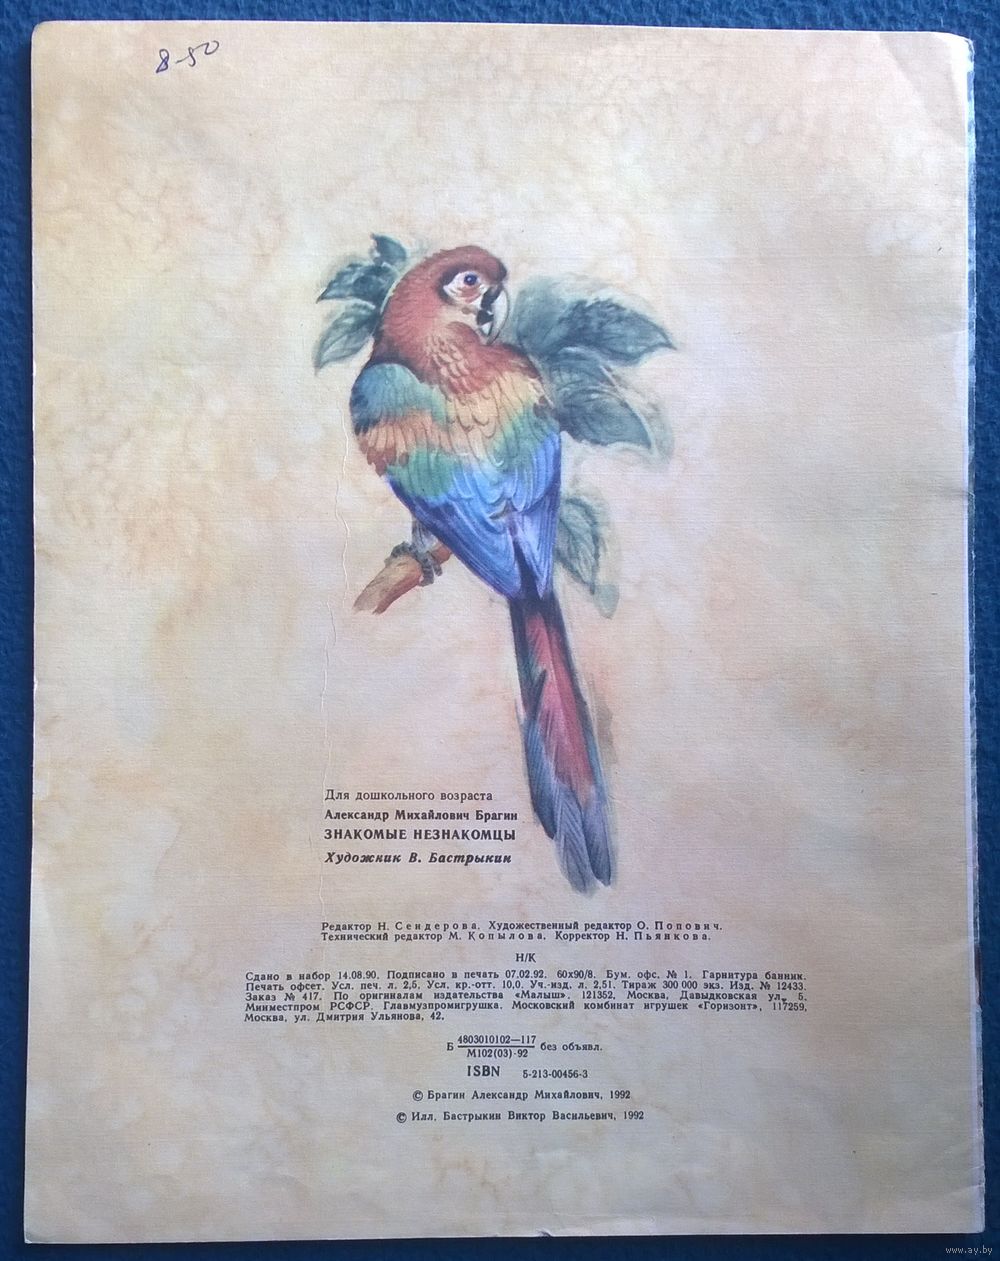 8-50
Для дошкольного возраста
Александр Михайлович Брагин
ЗНАКОМЫЕ НЕЗНАКОМЦЫ
Художник В. Бастрыкин
Редактор Н. Сендерова. Художественный редактор О. Попович.
Технический редактор М. Копылова. Корректор Н. Пьянкова.
Н/К
Сдано в набор 14.08.90. Подписано в печать 07.02.92. 60х90/8. Бум. офс. № 1. Гарнитура банник.
Печать офсет. Усл. печ. л. 2,5. Усл. кр.-отт. 10,0. Уч.-изд. л. 2,51. Тираж 300 000 экз. Изд. № 12433.
Заказ № 417. По оригиналам издательства «Малыш». 121352, Москва, Давыдковская ул., 5.
Миниместпром РСФСР. Главмузпромигрушка. Московский комбинат игрушек «Горизонт», 117259,
Москва, ул. Дмитрия Ульянова, 42.
Б 4803010102—117 без объявл.
М102(03)-92
ISBN 5-213-00456-3
© Брагин Александр Михайлович, 1992
© Илл. Бастрыкин Виктор Васильевич, 1992
www.ay.by